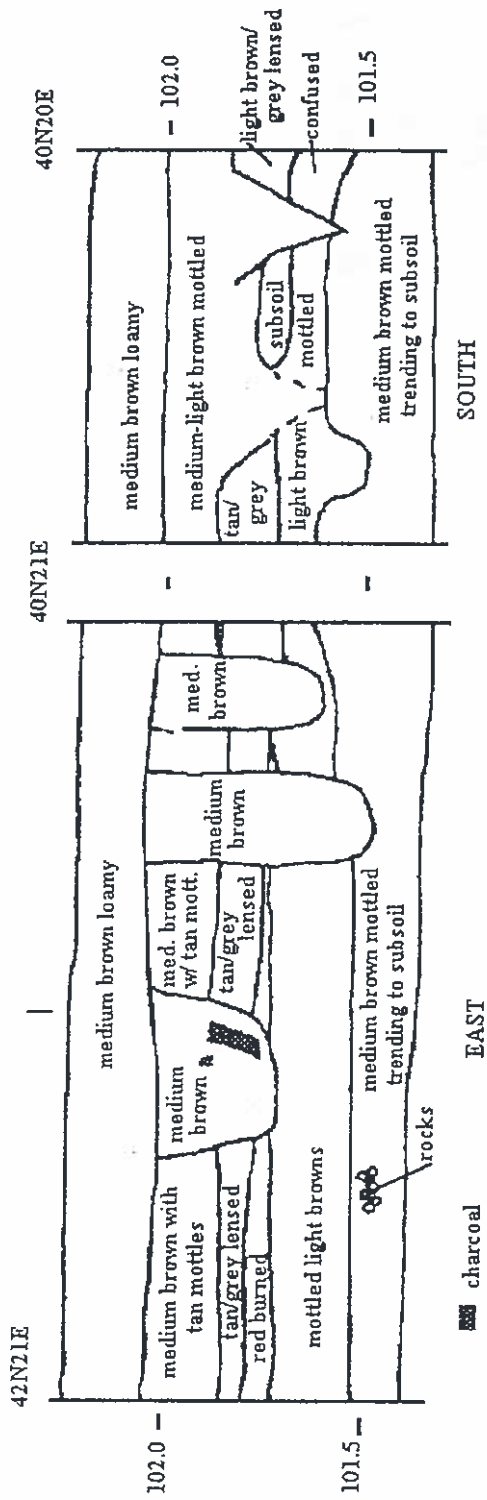 42N21E
40N21E
40N20E
102.0
101.5
medium brown loamy
medium brown with
tan mottles
tan/grey lensed
red burned
mottled light browns
medium
brown
med. brown
w/ tan mott.
tan/grey
lensed
medium
brown
med.
brown
medium brown mottled
trending to subsoil
rocks
charcoal
EAST
medium brown loamy
medium-light brown mottled
tan/
grey
light brown
subsoil
mottled
light brown/
grey lensed
confused
102.0
101.5
medium brown mottled
trending to subsoil
SOUTH